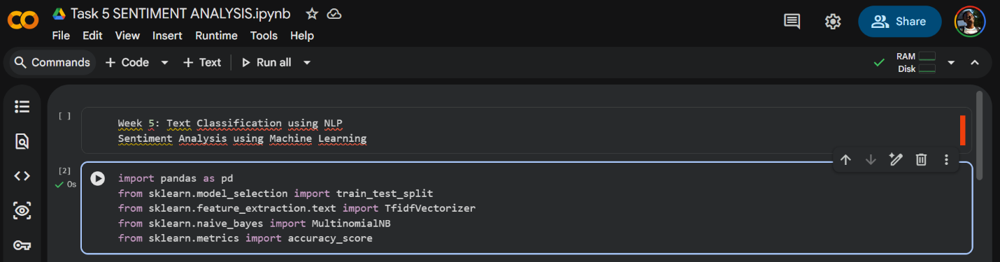 Task 5 SENTIMENT ANALYSIS.ipynb
File Edit View Insert Runtime Tools Help
Share
Commands + Code + Text Run all
RAM
Disk
[ ]
Week 5: Text Classification using NLP
Sentiment Analysis using Machine Learning
[2]
0s
import pandas as pd
from sklearn.model_selection import train_test_split
from sklearn.feature_extraction.text import TfidfVectorizer
from sklearn.naive_bayes import MultinomialNB
from sklearn.metrics import accuracy_score